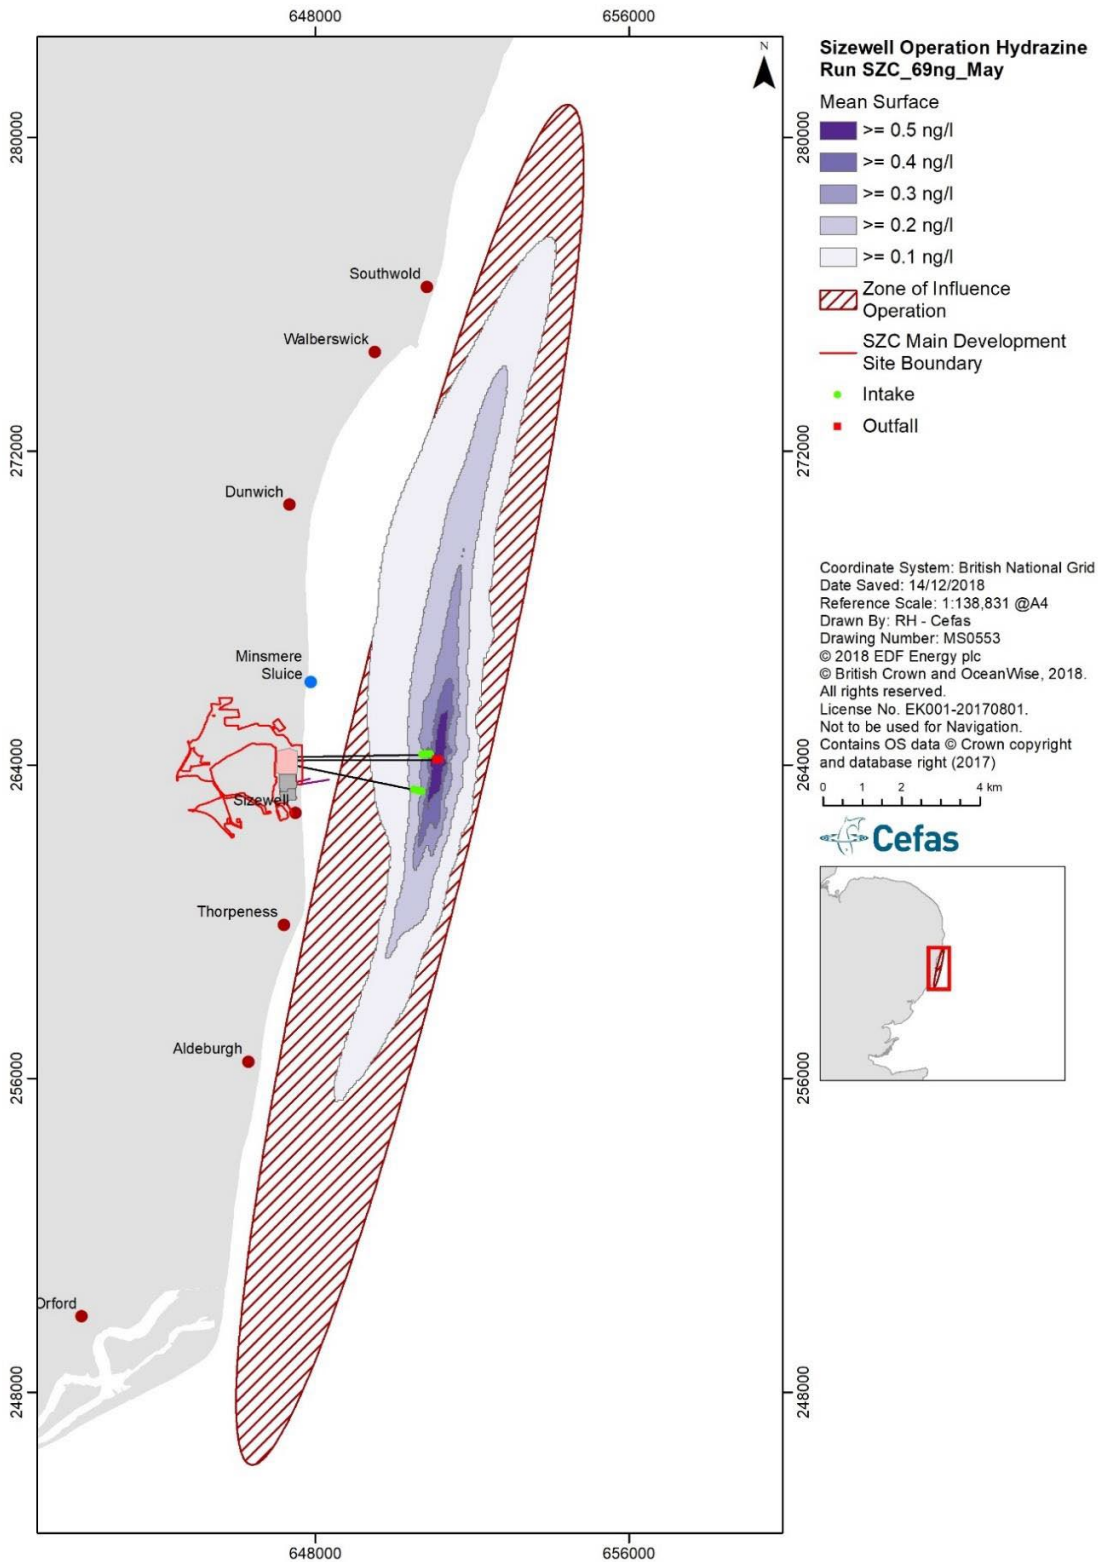 648000
656000
280000
280000
272000
272000
264000
264000
256000
256000
248000
248000
648000
656000
N
Southwold
Walberswick
Dunwich
Minsmere
Sluice
Sizewell
Thorpeness
Aldeburgh
Orford
Sizewell Operation Hydrazine
Run SZC_69ng_May
Mean Surface
>= 0.5 ng/l
>= 0.4 ng/l
>= 0.3 ng/l
>= 0.2 ng/l
>= 0.1 ng/l
Zone of Influence
Operation
SZC Main Development
Site Boundary
Intake
Outfall
Coordinate System: British National Grid
Date Saved: 14/12/2018
Reference Scale: 1:138,831 @A4
Drawn By: RH - Cefas
Drawing Number: MS0553
© 2018 EDF Energy plc
© British Crown and OceanWise, 2018.
All rights reserved.
License No. EK001-20170801.
Not to be used for Navigation.
Contains OS data © Crown copyright
and database right (2017)
0 1 2 4 km
Cefas